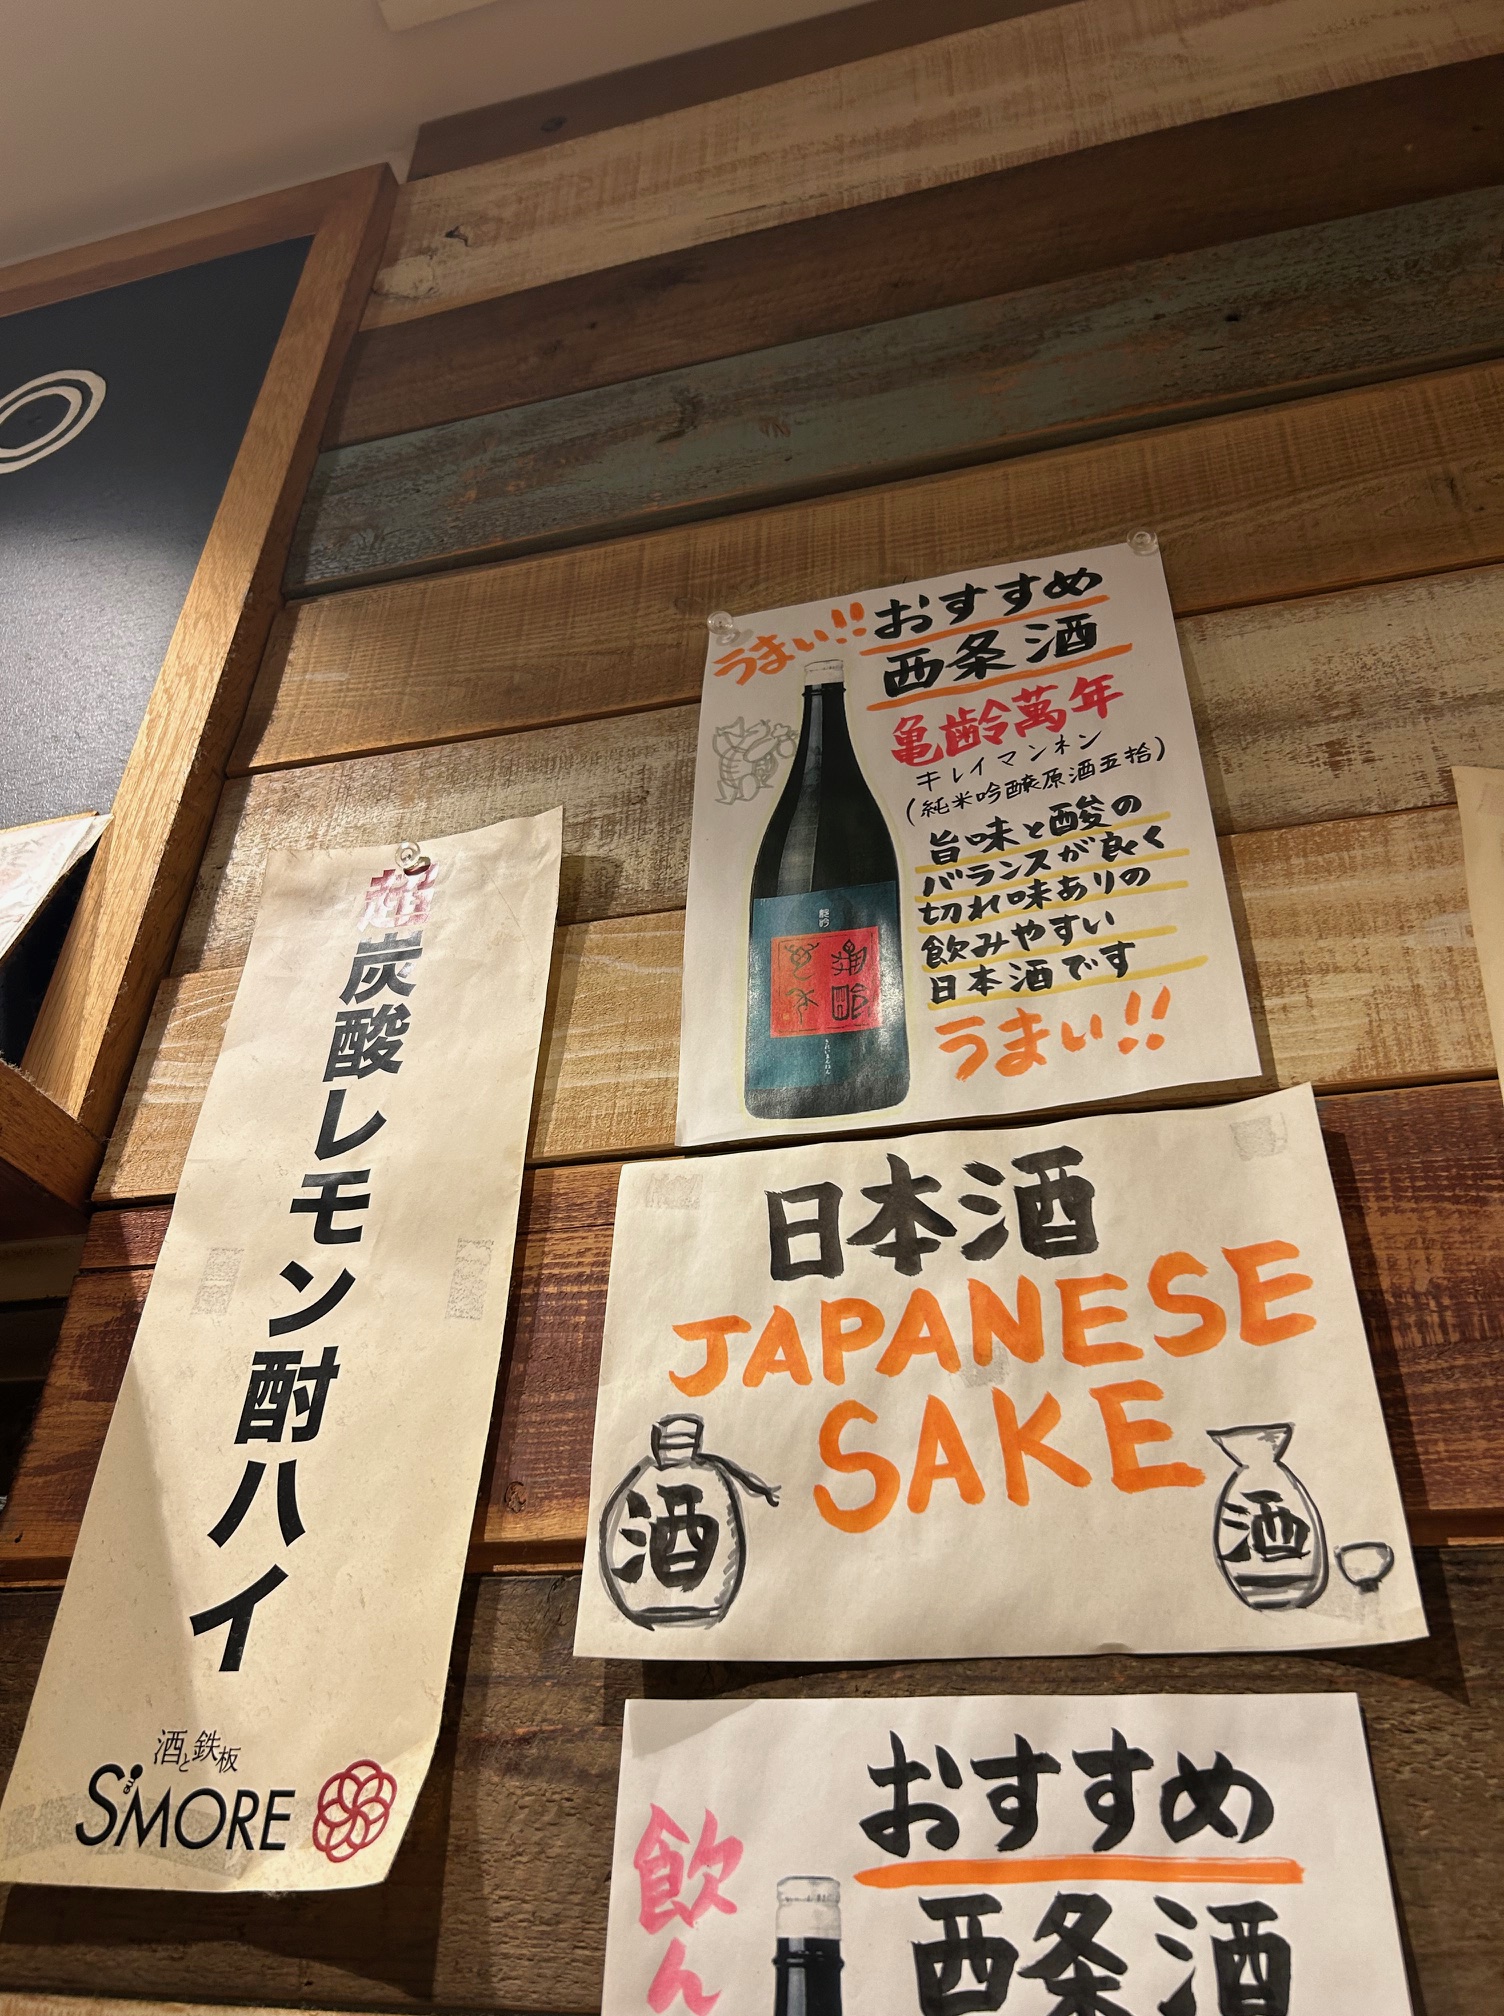 超炭酸レモン酎ハイ
酒と鉄板
S'MORE
うまい!!
おすすめ
西条酒
亀齢萬年
キレイマンネン
(純米吟醸原酒五拾)
旨味と酸の
バランスが良く
切れ味ありの
飲みやすい
日本酒です
うまい!!
日本酒
JAPANESE
SAKE
酒
酒
おすすめ
西条酒
飲ん